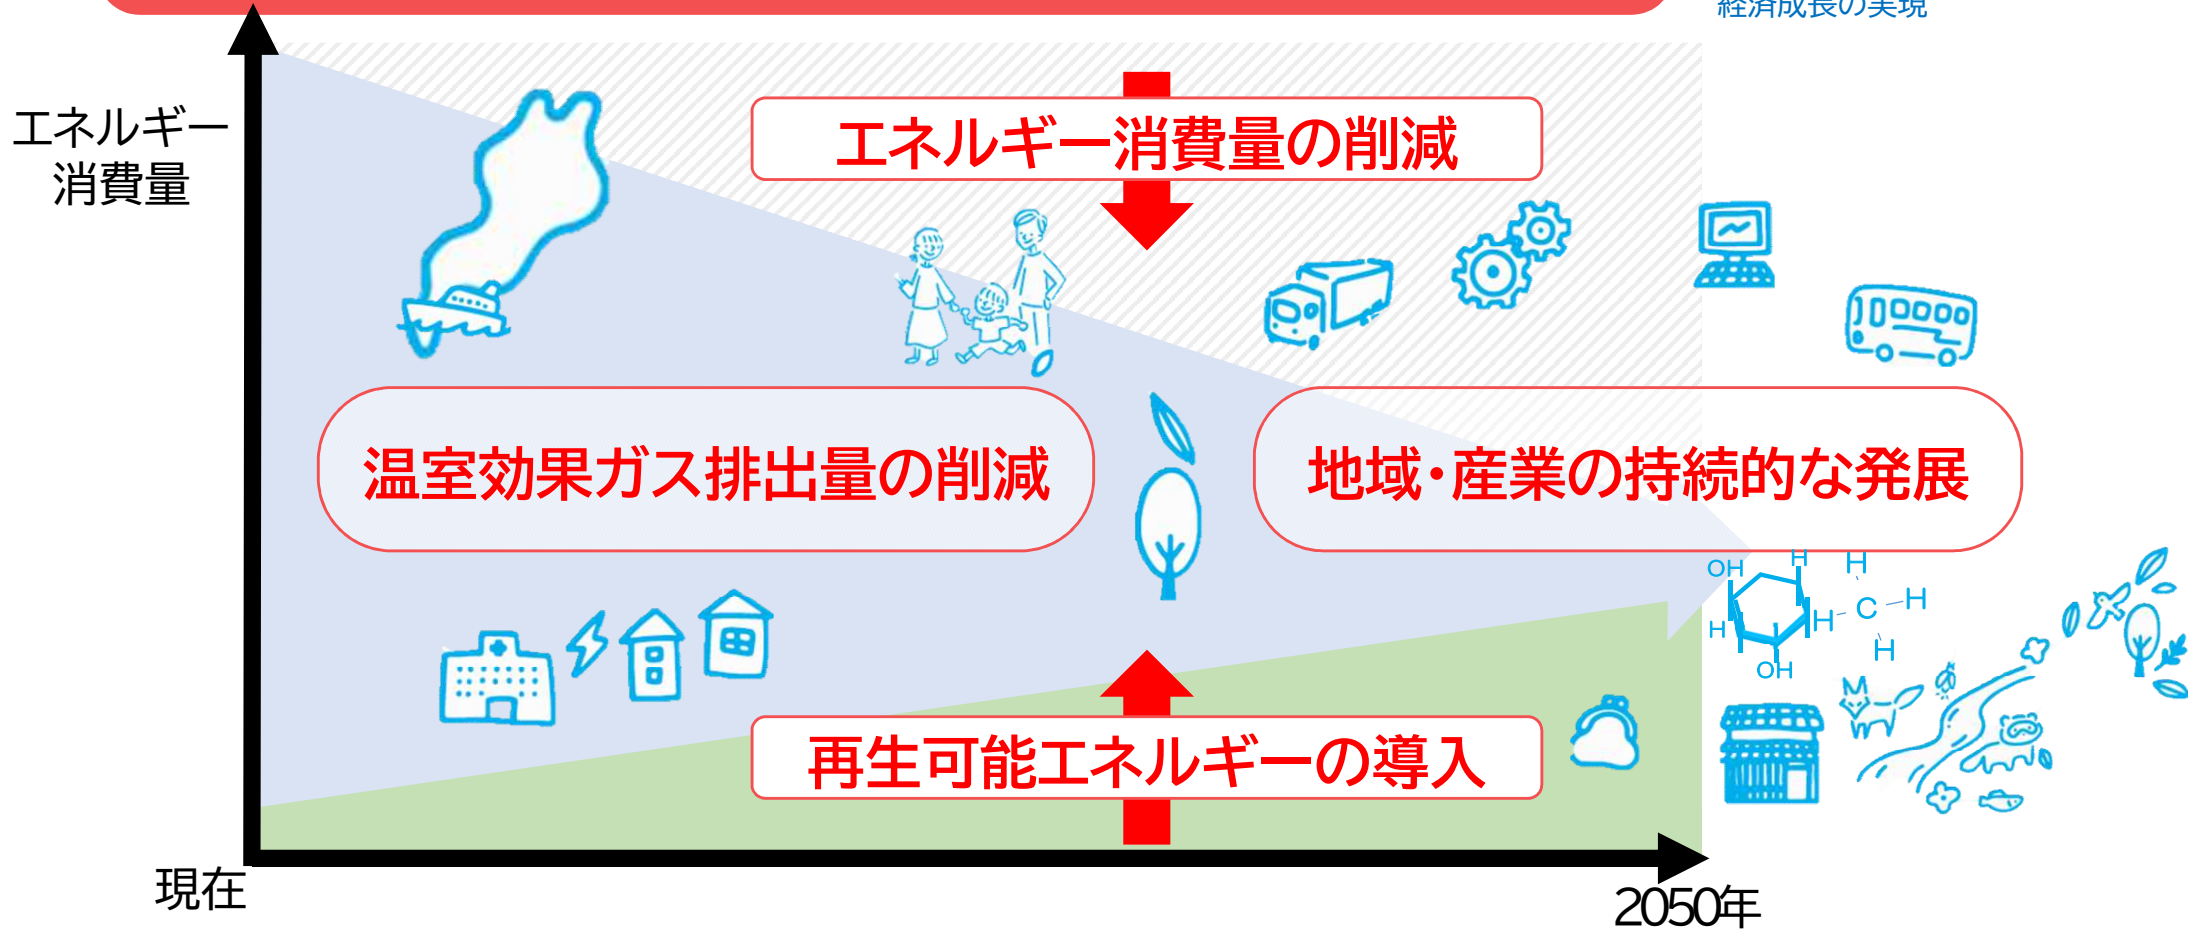 経済成長の実現
エネルギー
消費量
エネルギー消費量の削減
温室効果ガス排出量の削減
地域・産業の持続的な発展
OH
H
H
H
C
H
H
H
OH
再生可能エネルギーの導入
現在
2050年